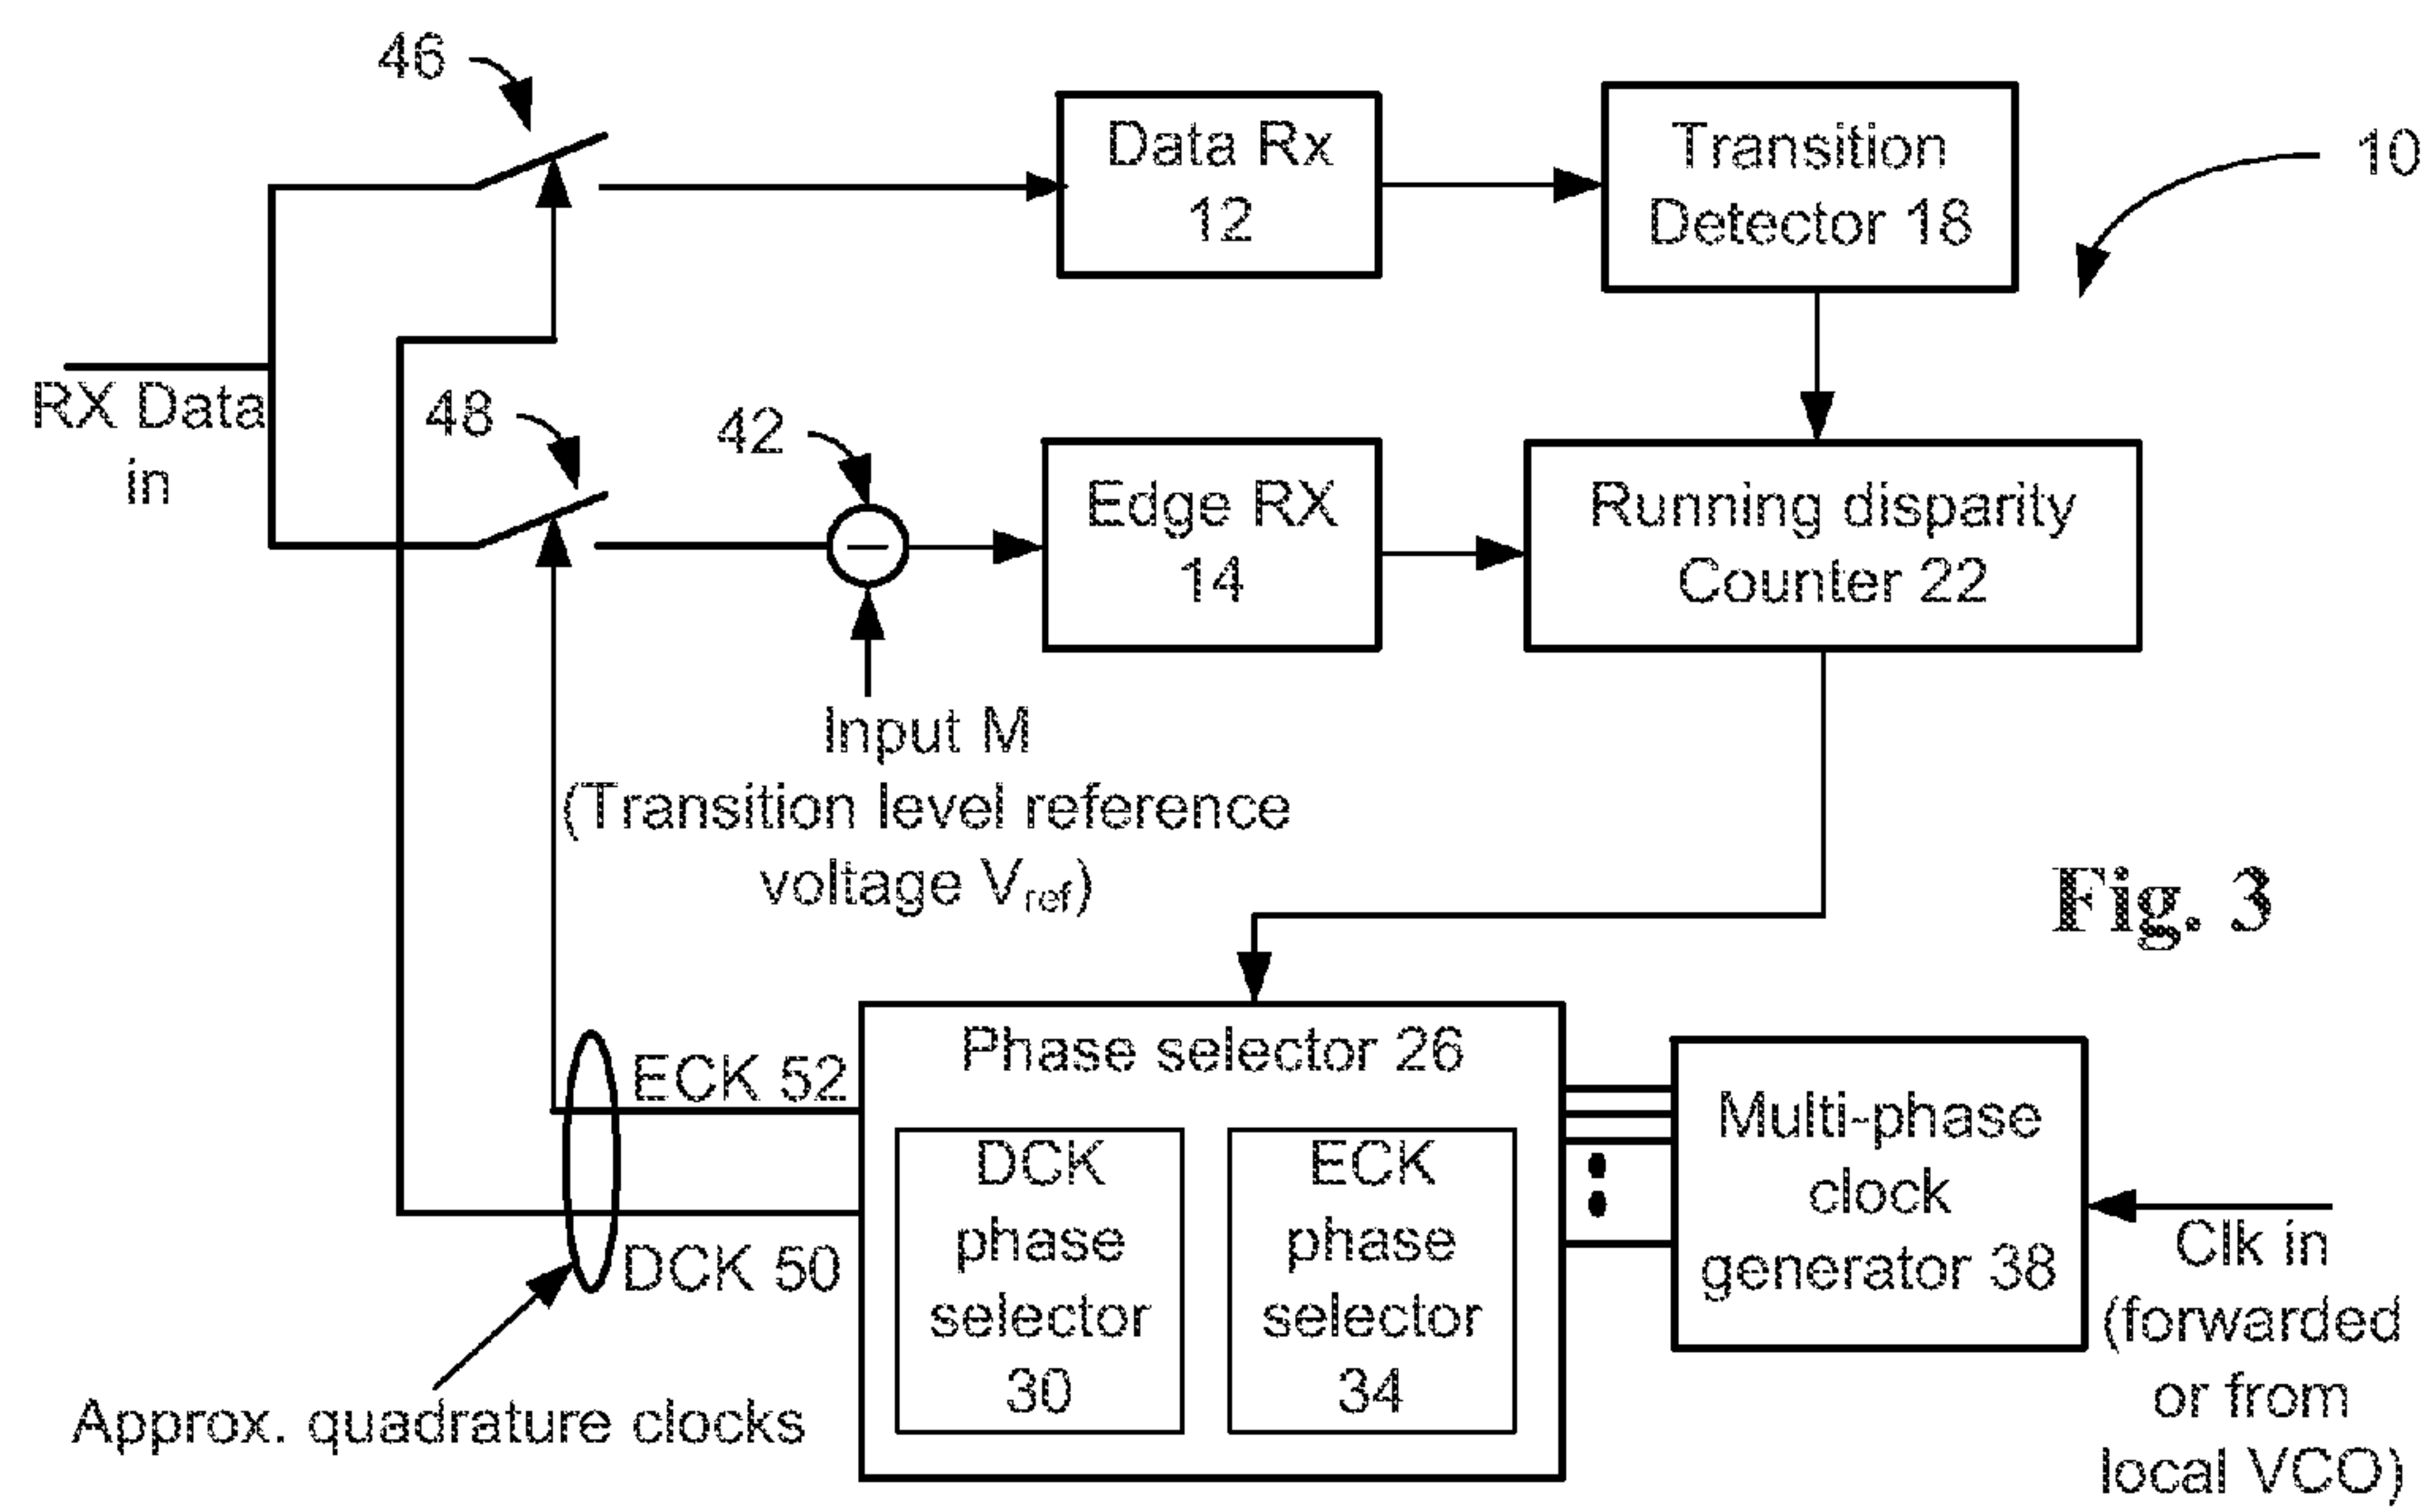 46
Data Rx
12
Transition
Detector 18
10
RX Data
in
48
42
Edge RX
14
Running disparity
Counter 22
Input M
(Transition level reference
voltage Vref)
Fig. 3
ECK 52
DCK 50
Approx. quadrature clocks
Phase selector 26
DCK
phase
selector
30
ECK
phase
selector
34
Multi-phase
clock
generator 38
Clk in
(forwarded
or from
local VCO)